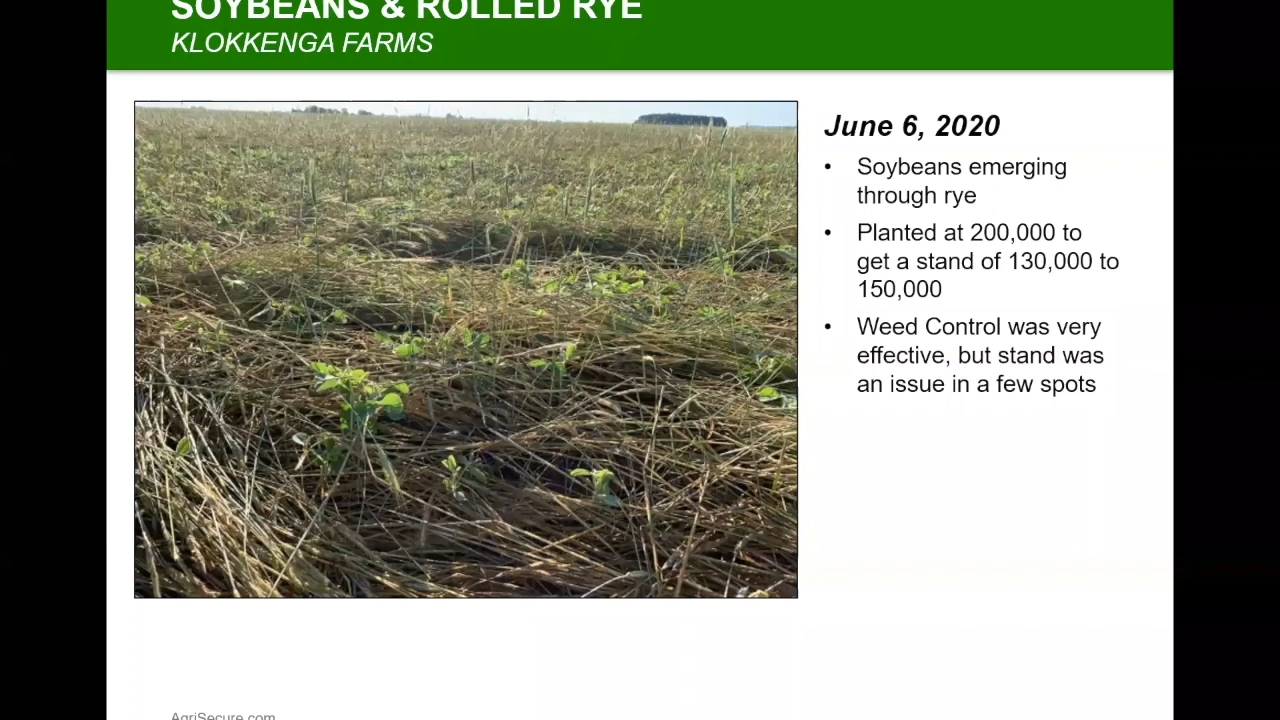 SOYBEANS & ROLLED RYE
KLOKKENGA FARMS
June 6, 2020
• Soybeans emerging
through rye
• Planted at 200,000 to
get a stand of 130,000 to
150,000
• Weed Control was very
effective, but stand was
an issue in a few spots
AgriSecure.com